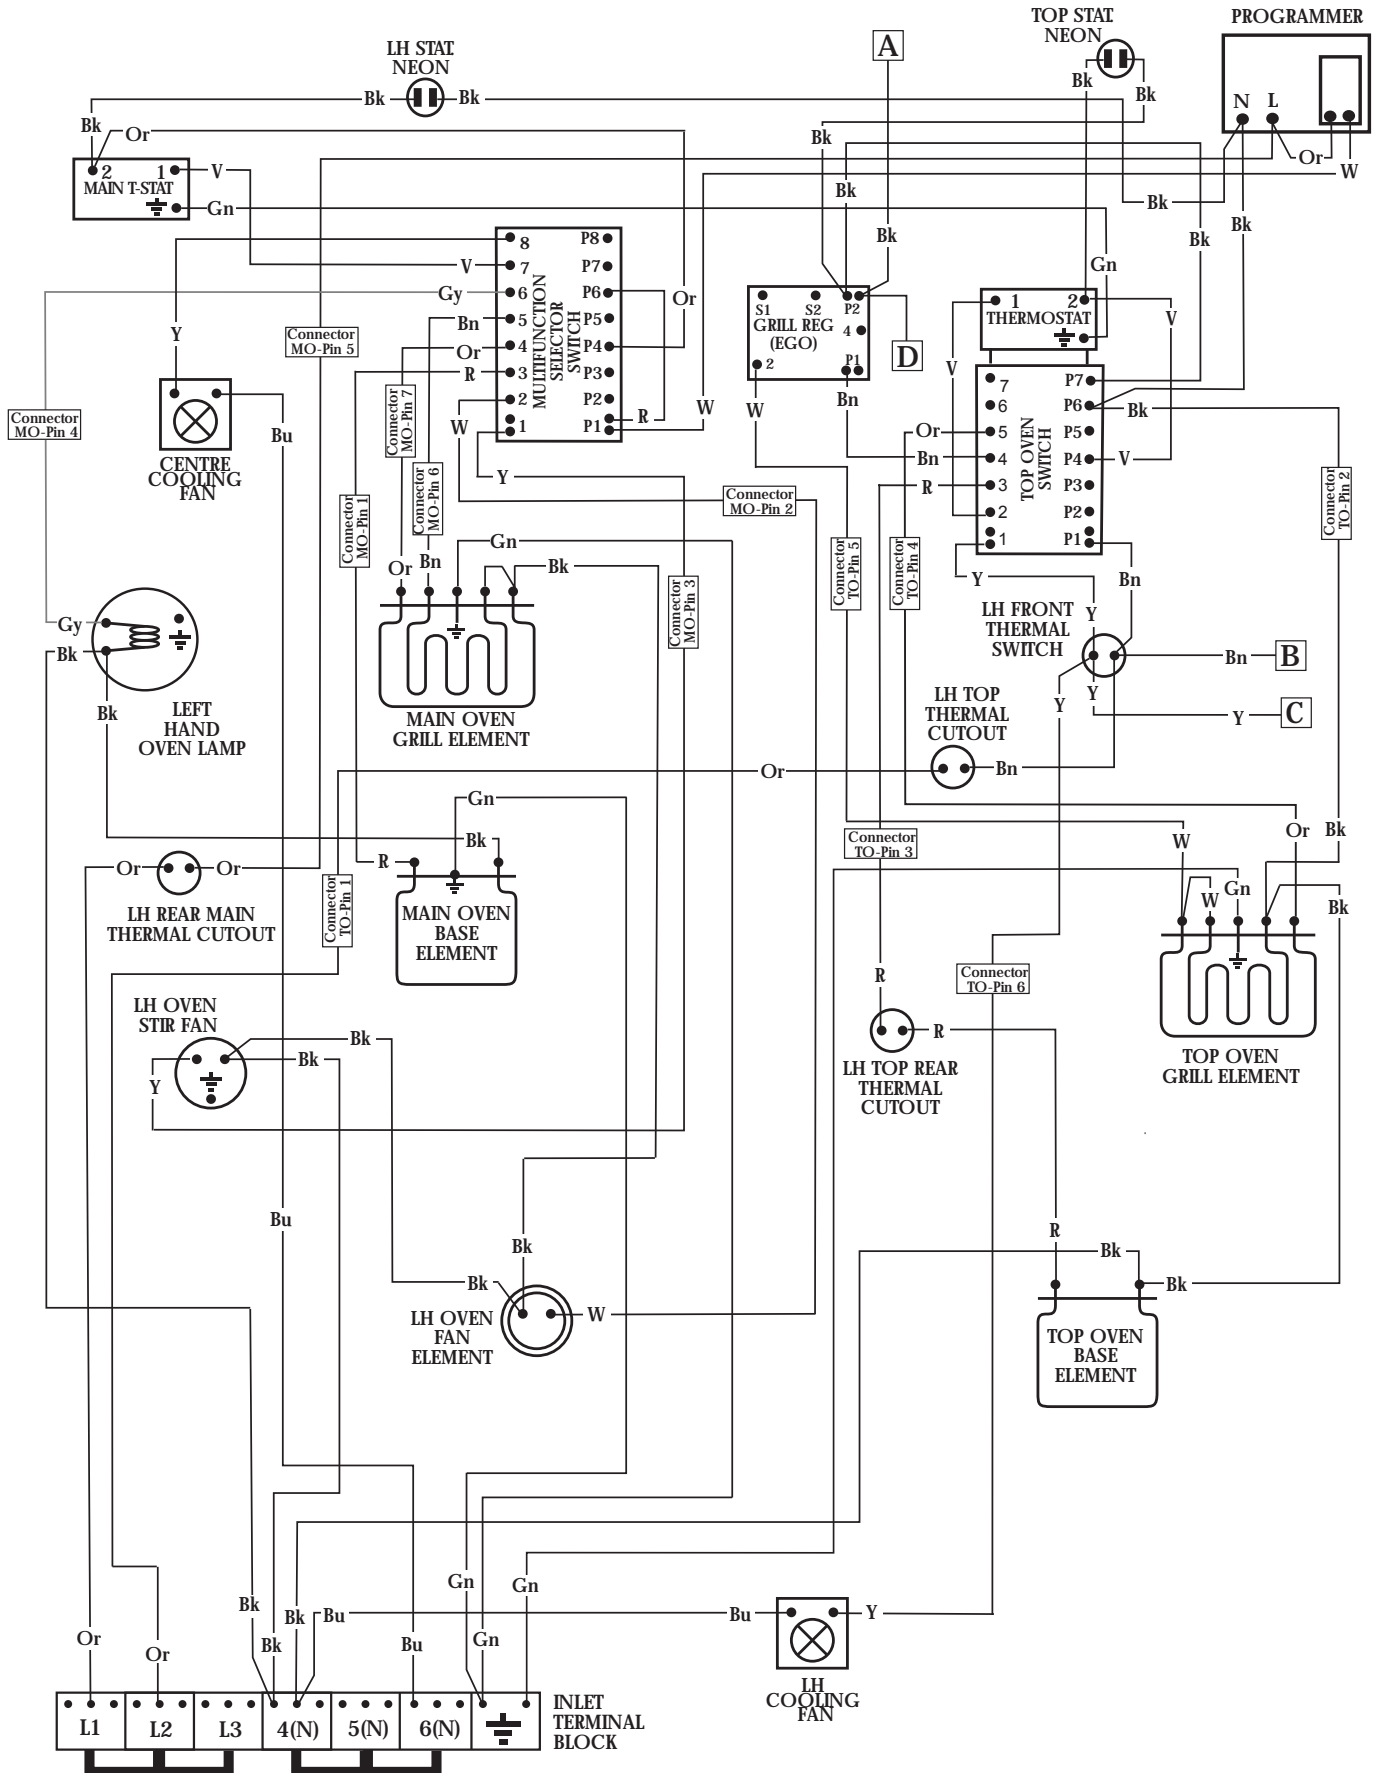 TOP STAT.
NEON
PROGRAMMER
LH STAT.
NEON
A
Bk
Bk
Bk
Bk
N
L
Bk
Or
Bk
Or
W
2
1
MAIN T-STAT
V
Gn
Bk
Bk
Bk
Bk
Bk
Gn
8
7
6
5
4
3
2
1
P8
P7
P6
P5
P4
P3
P2
P1
MULTIFUNCTION
SELECTOR
SWITCH
V
Gy
Bn
Or
R
W
Y
R
Or
W
Y
Connector
MO-Pin 5
S1
S2
P2
GRILL REG
(EGO)
4
P1
2
D
W
Bn
1
2
THERMOSTAT
V
V
7
6
5
4
3
2
1
P7
P6
P5
P4
P3
P2
P1
TOP OVEN
SWITCH
Or
Bn
R
Bk
V
Y
Bn
Connector
MO-Pin 4
CENTRE
COOLING
FAN
Bu
Connector
MO-Pin 7
Connector
MO-Pin 6
Connector
MO-Pin 1
Connector
MO-Pin 2
Connector
TO-Pin 2
Connector
TO-Pin 5
Connector
TO-Pin 4
Connector
MO-Pin 3
Or
Bn
Gn
Bk
MAIN OVEN
GRILL ELEMENT
Gy
Bk
Bk
LEFT
HAND
OVEN LAMP
LH FRONT
THERMAL
SWITCH
Y
Bn
B
Y
Y
Y
C
LH TOP
THERMAL
CUTOUT
Or
Bn
Gn
Bk
R
Connector
TO-Pin 3
W
Or
Bk
Or
Or
LH REAR MAIN
THERMAL CUTOUT
Connector
TO-Pin 1
MAIN OVEN
BASE
ELEMENT
W
Gn
Bk
R
Connector
TO-Pin 6
TOP OVEN
GRILL ELEMENT
LH OVEN
STIR FAN
Bk
Bk
Y
R
LH TOP REAR
THERMAL
CUTOUT
Bu
Bk
Bk
W
LH OVEN
FAN
ELEMENT
R
Bk
Bk
TOP OVEN
BASE
ELEMENT
Gn
Gn
Bk
Bk
Bu
Bu
Y
Or
Or
Bk
Bu
Gn
LH
COOLING
FAN
L1
L2
L3
4(N)
5(N)
6(N)
INLET
TERMINAL
BLOCK